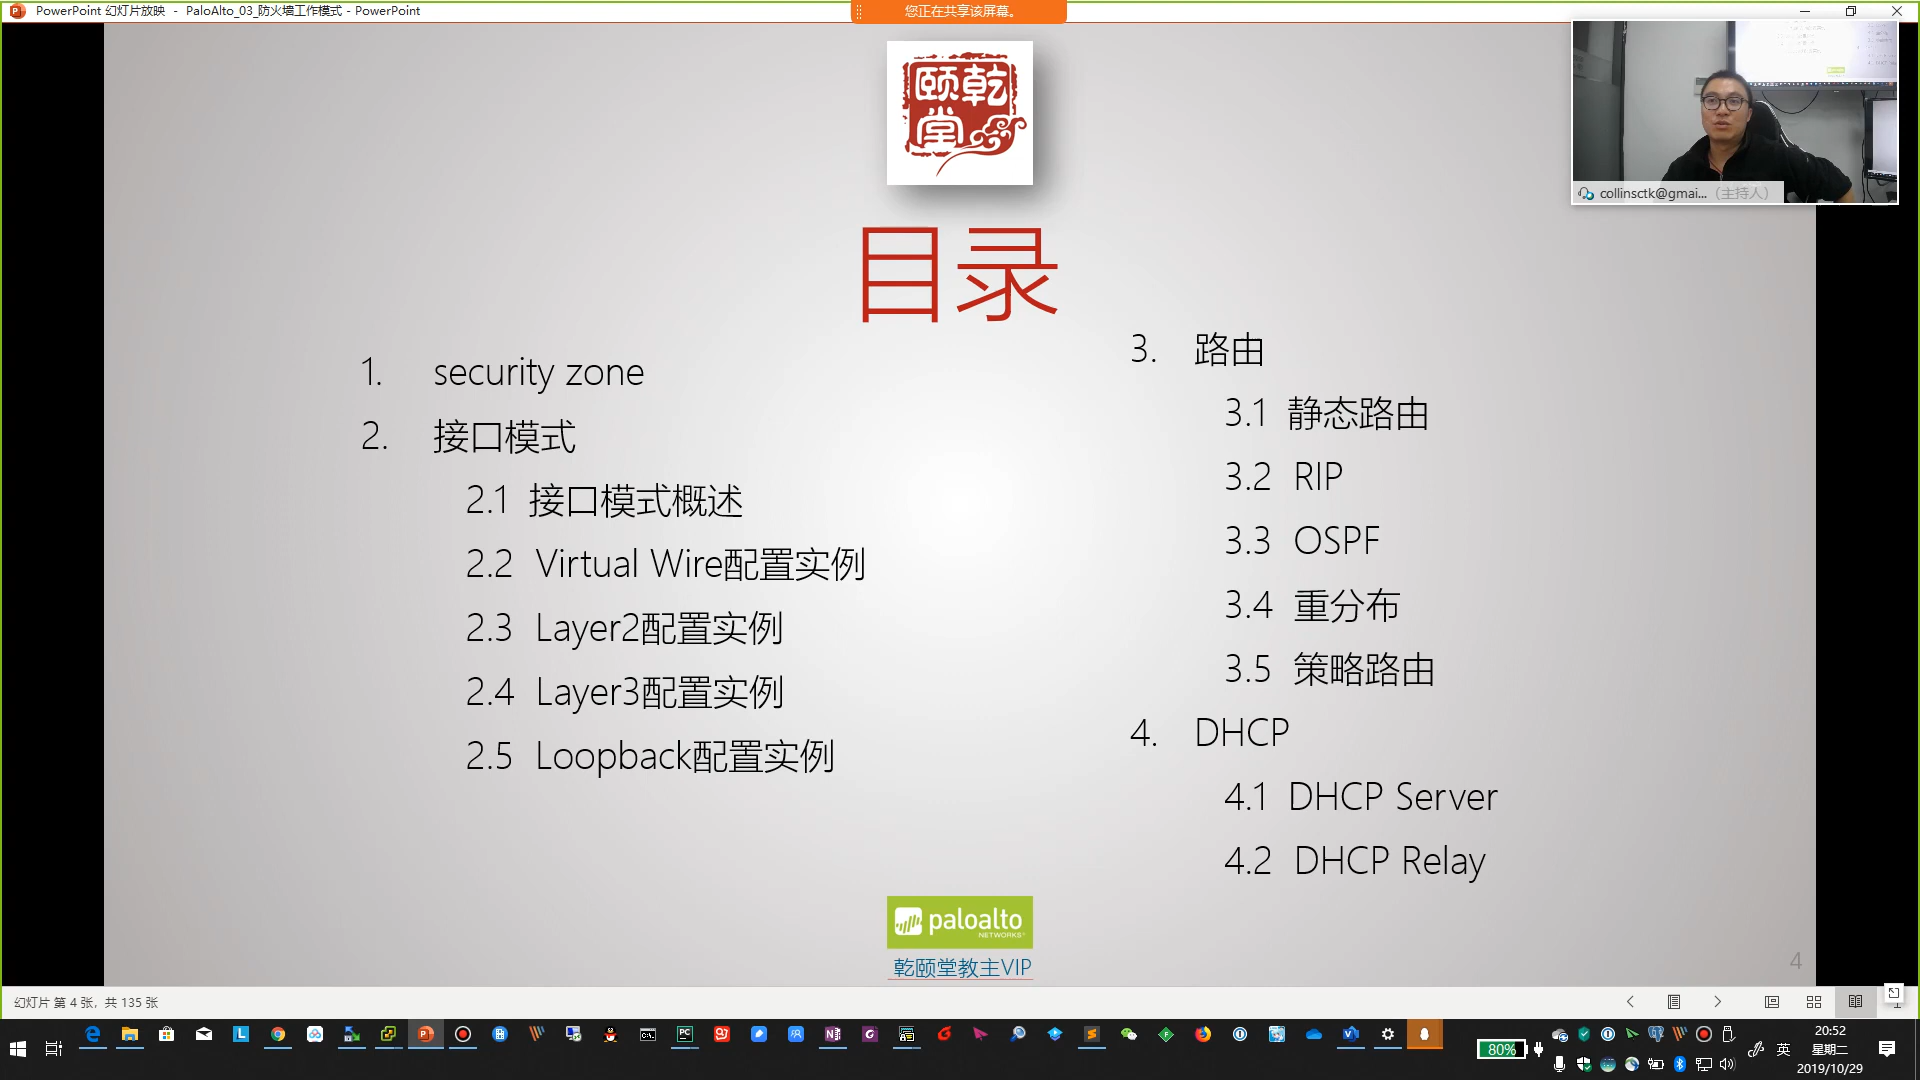 PowerPoint 幻灯片放映 - PaloAlto_03_防火墙工作模式 - PowerPoint
您正在共享该屏幕。
颐乾
堂
collinsctk@gmai... （主持人）
目录
1. security zone
2. 接口模式
2.1 接口模式概述
2.2 Virtual Wire配置实例
2.3 Layer2配置实例
2.4 Layer3配置实例
2.5 Loopback配置实例
3. 路由
3.1 静态路由
3.2 RIP
3.3 OSPF
3.4 重分布
3.5 策略路由
4. DHCP
4.1 DHCP Server
4.2 DHCP Relay
paloalto
NETWORKS
乾颐堂教主VIP
4
幻灯片 第 4 张，共 135 张
80%
英
20:52
星期二
2019/10/29